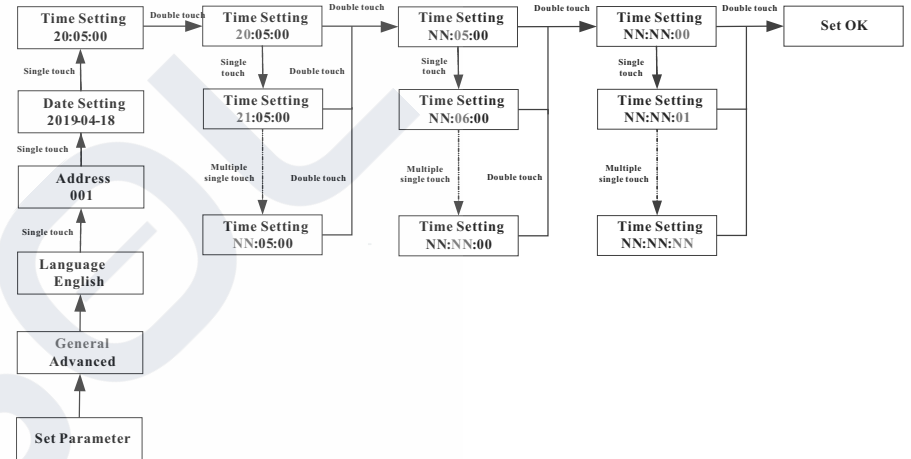 Time Setting
20:05:00
Double touch
Time Setting
20:05:00
Double touch
Time Setting
NN:05:00
Double touch
Time Setting
NN:NN:00
Double touch
Set OK
Single touch
Single
touch
Double touch
Single
touch
Single
touch
Date Setting
2019-04-18
Time Setting
21:05:00
Time Setting
NN:06:00
Time Setting
NN:NN:01
Single touch
Address
001
Multiple
single touch
Double touch
Multiple
single touch
Double touch
Multiple
single touch
Single touch
Time Setting
NN:05:00
Time Setting
NN:NN:00
Time Setting
NN:NN:NN
Language
English
General
Advanced
Set Parameter